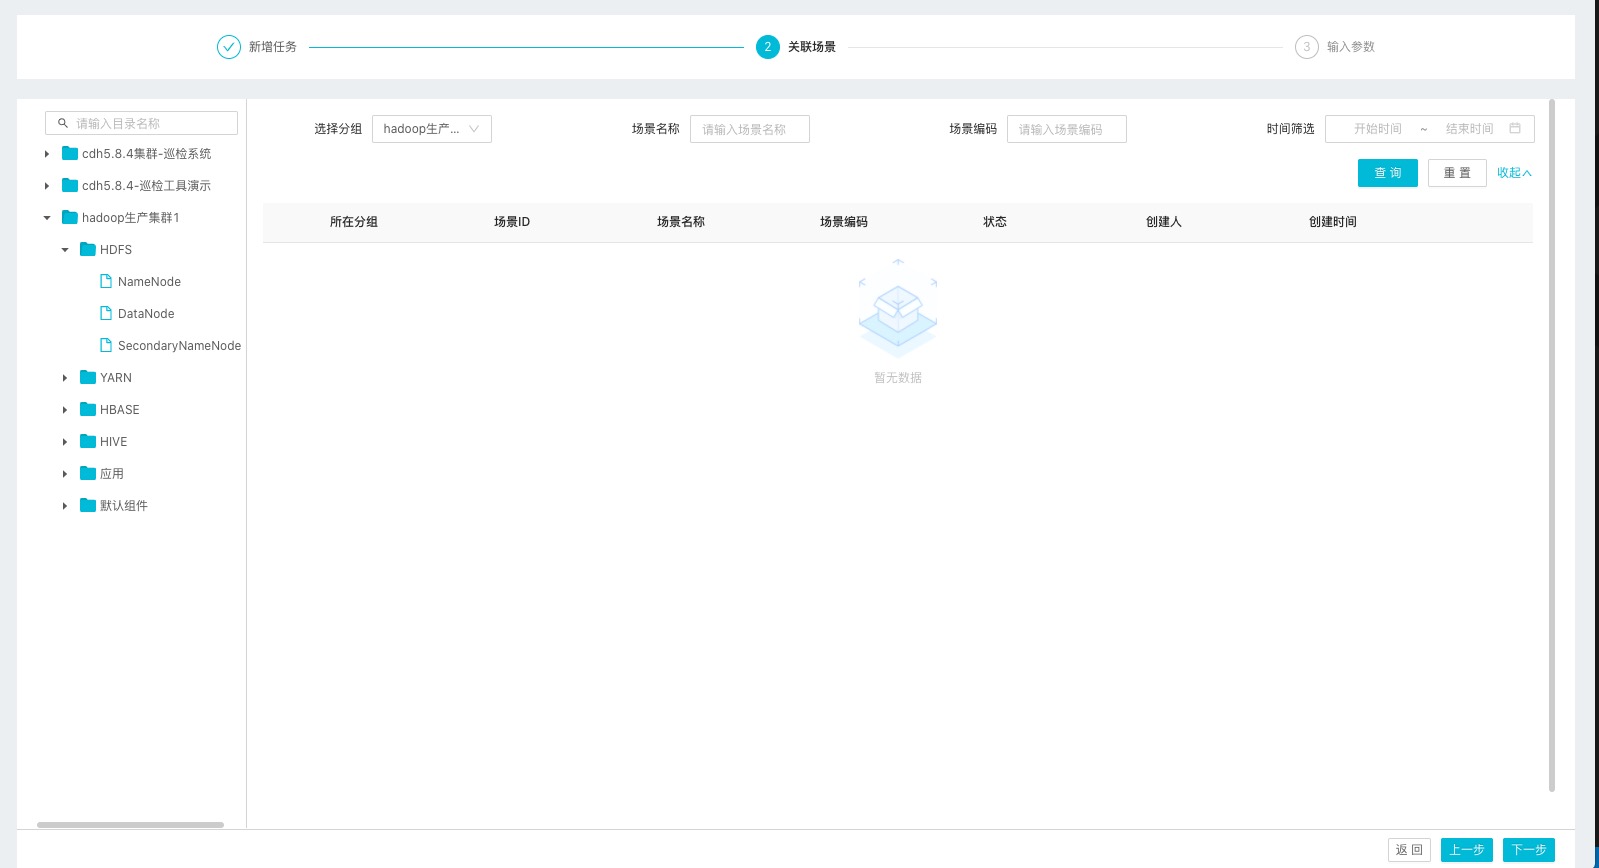 新增任务
2 关联场景
3 输入参数
请输入目录名称
cdh5.8.4集群-巡检系统
cdh5.8.4-巡检工具演示
hadoop生产集群1
HDFS
NameNode
DataNode
SecondaryNameNode
YARN
HBASE
HIVE
应用
默认组件
选择分组 hadoop生产... 场景名称 请输入场景名称 场景编码 请输入场景编码 时间筛选 开始时间 ~ 结束时间
查 询 重 置 收起
所在分组 场景ID 场景名称 场景编码 状态 创建人 创建时间
暂无数据
返 回 上一步 下一步